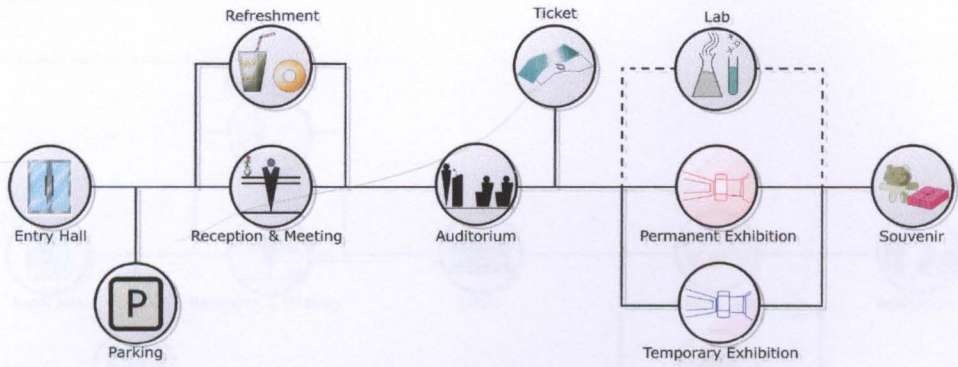 Refreshment
Ticket
Lab
Entry Hall
Reception & Meeting
Auditorium
Permanent Exhibition
Souvenir
P
Parking
Temporary Exhibition